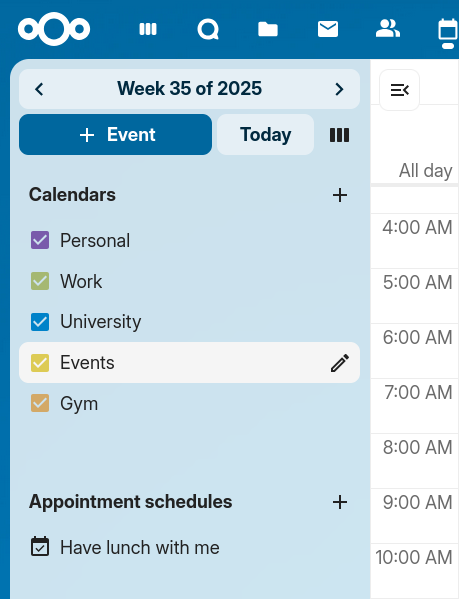 Week 35 of 2025
+ Event
Today
Calendars
Personal
Work
University
Events
Gym
Appointment schedules
Have lunch with me
All day
4:00 AM
5:00 AM
6:00 AM
7:00 AM
8:00 AM
9:00 AM
10:00 AM